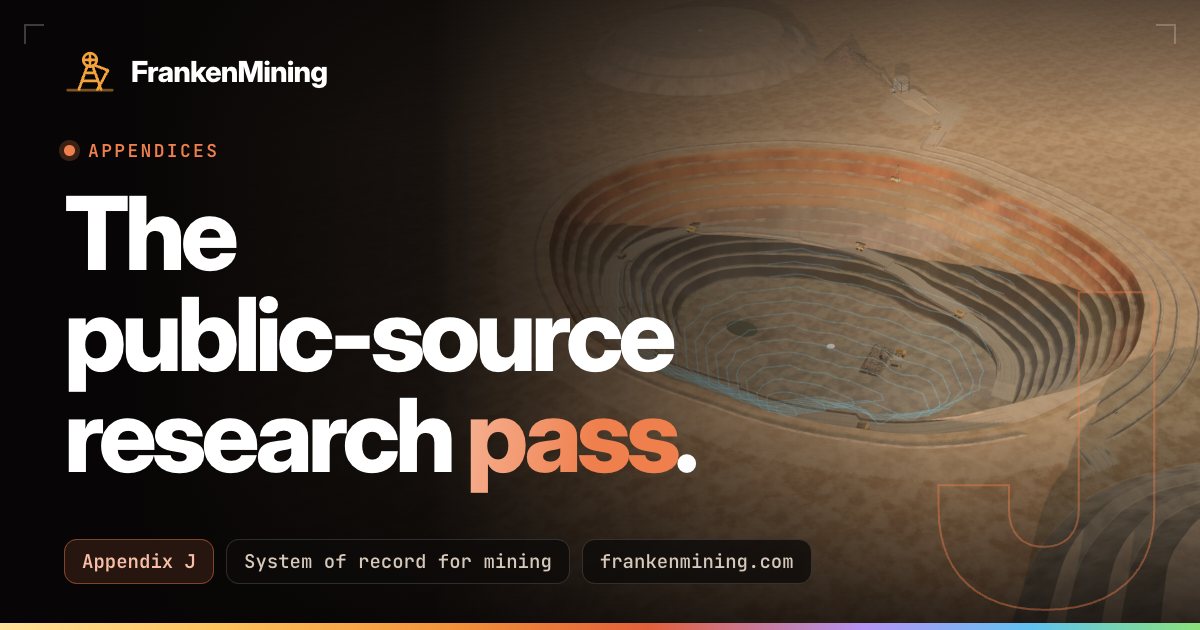 FrankenMining
APPENDICES
The
public-source
research pass.
Appendix J
System of record for mining
frankenmining.com
J